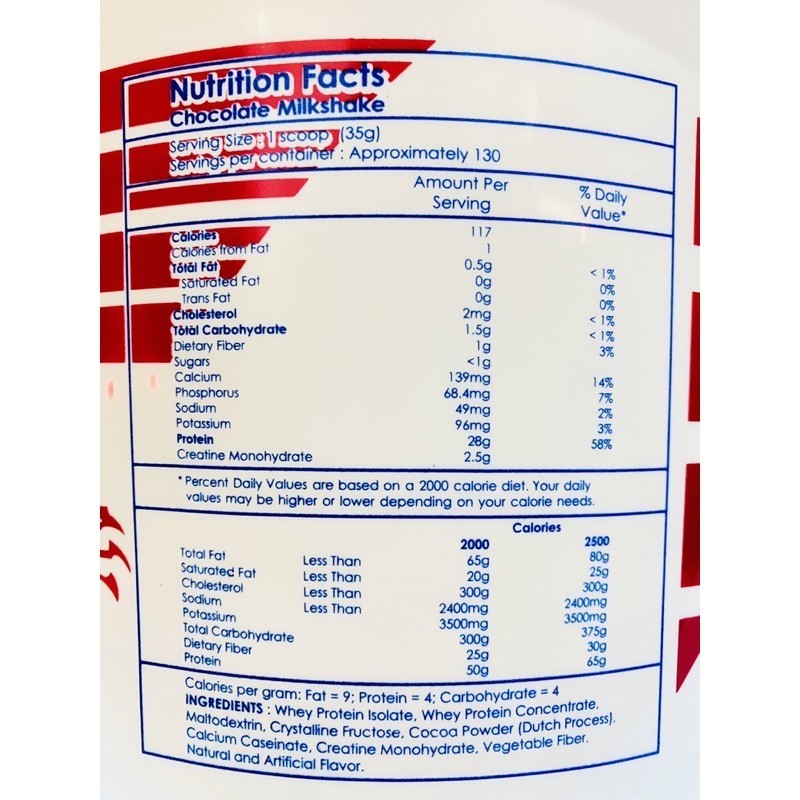 Nutrition Facts
Chocolate Milkshake
Serving Size : 1 scoop (35g)
Servings per container : Approximately 130
Amount Per Serving % Daily Value*
Calories 117
Calories from Fat 1
Total Fat 0.5g < 1%
Saturated Fat 0g 0%
Trans Fat 0g 0%
Cholesterol 2mg < 1%
Total Carbohydrate 1.5g < 1%
Dietary Fiber 1g 3%
Sugars <1g
Calcium 139mg 14%
Phosphorus 68.4mg 7%
Sodium 49mg 2%
Potassium 96mg 3%
Protein 28g 58%
Creatine Monohydrate 2.5g
* Percent Daily Values are based on a 2000 calorie diet. Your daily
values may be higher or lower depending on your calorie needs.
Calories
2000 2500
Total Fat Less Than 65g 80g
Saturated Fat Less Than 20g 25g
Cholesterol Less Than 300g 300g
Sodium Less Than 2400mg 2400mg
Potassium 3500mg 3500mg
Total Carbohydrate 300g 375g
Dietary Fiber 25g 30g
Protein 50g 65g
Calories per gram: Fat = 9; Protein = 4; Carbohydrate = 4
INGREDIENTS : Whey Protein Isolate, Whey Protein Concentrate,
Maltodextrin, Crystalline Fructose, Cocoa Powder (Dutch Process),
Calcium Caseinate, Creatine Monohydrate, Vegetable Fiber.
Natural and Artificial Flavor.